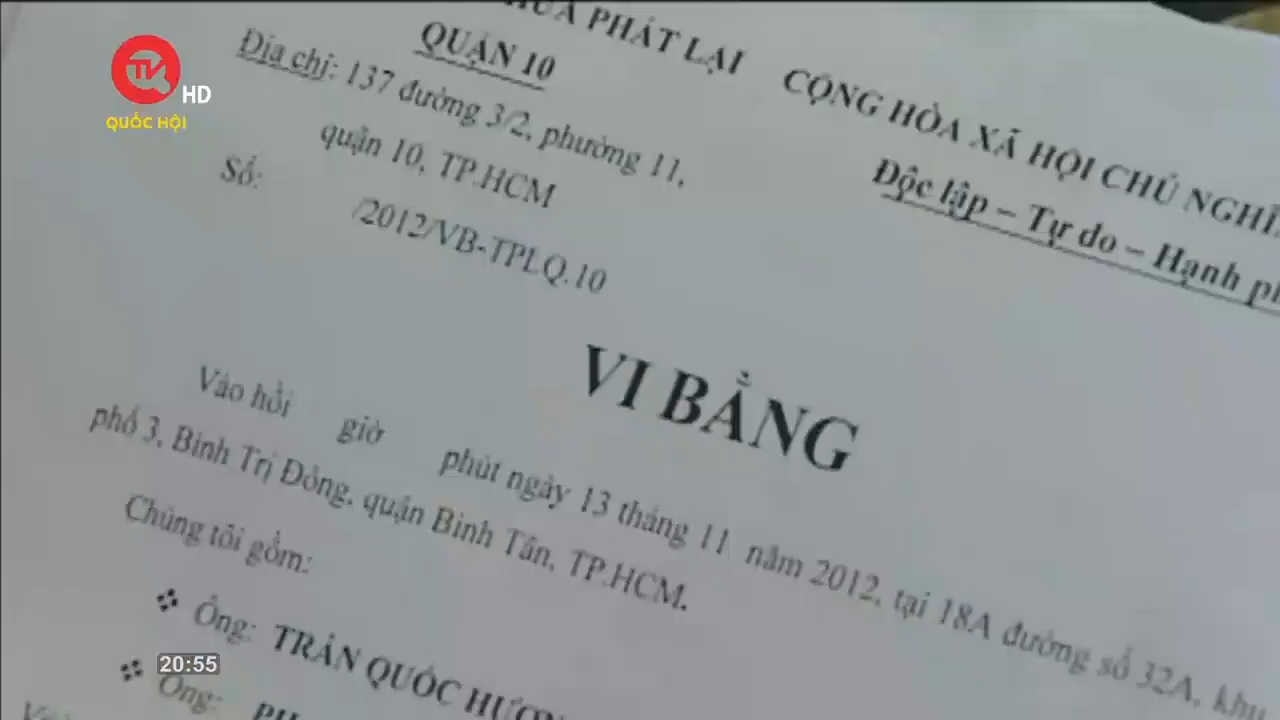 TV
HD
QUỐC HỘI
PHÁT LẠI
QUẬN 10
Địa chỉ: 137 đường 3/2, phường 11,
quận 10, TP.HCM
Số:
/2012/VB-TPLQ.10
CỘNG HÒA XÃ HỘI CHỦ NGHĨA
Độc lập – Tự do – Hạnh
VI BẰNG
Vào hồi giờ phút ngày 13 tháng 11 năm 2012, tại 18A đường số 32A, khu
phố 3, Bình Trị Đông, quận Bình Tân, TP.HCM.
Chúng tôi gồm:
Ông: TRẦN QUỐC
Ông:
20:55